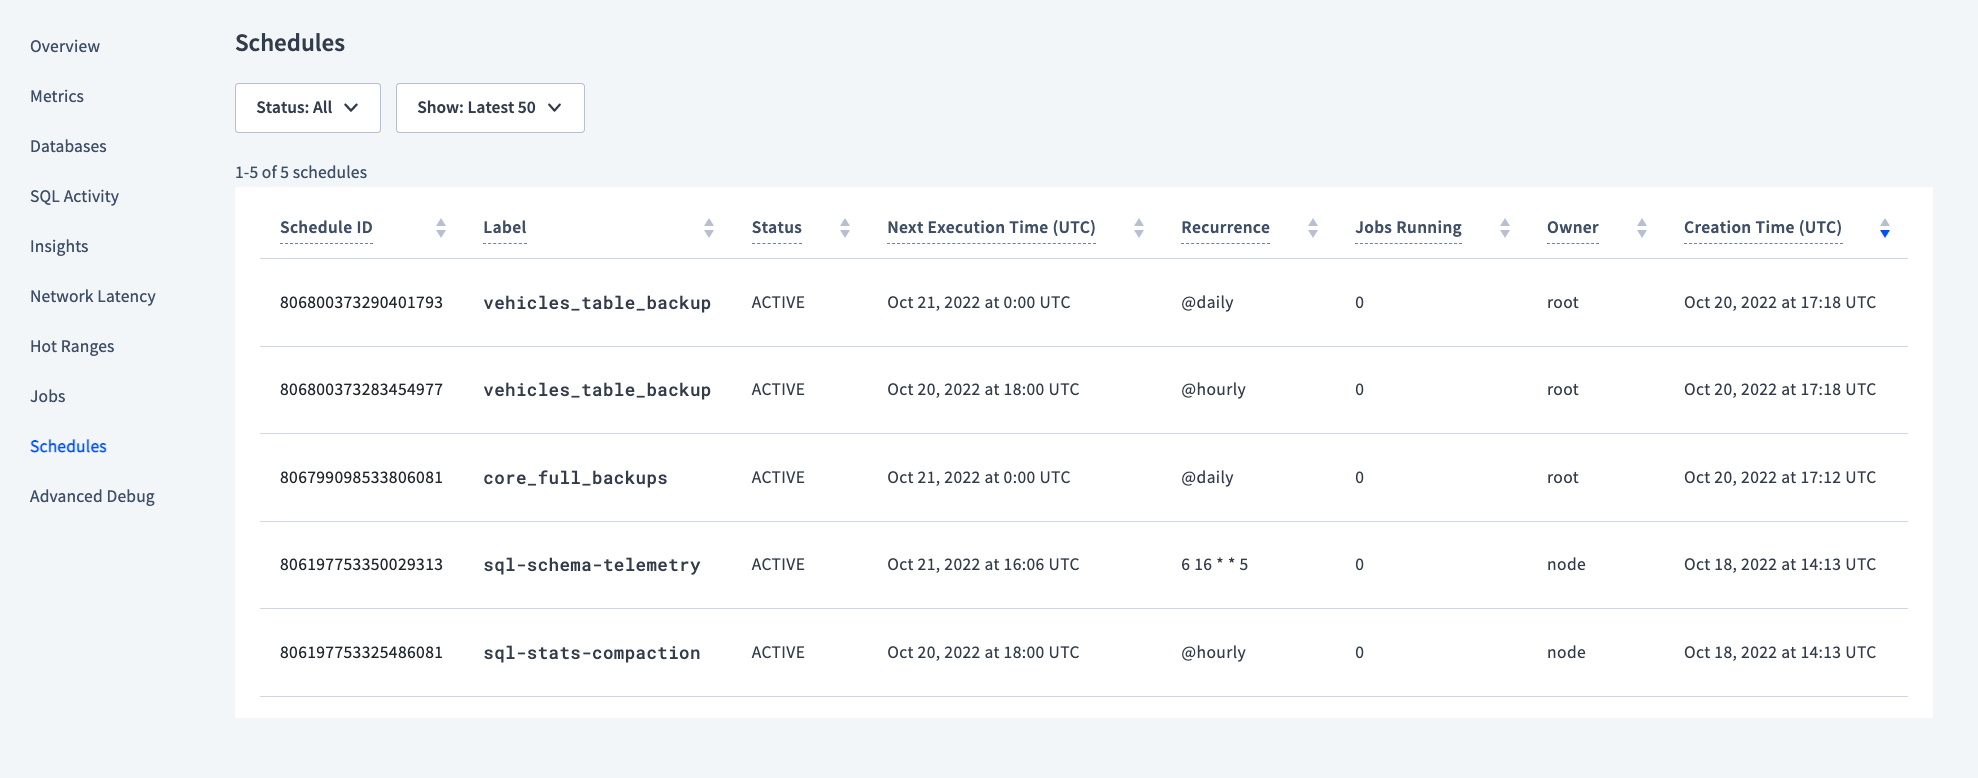 Overview
Metrics
Databases
SQL Activity
Insights
Network Latency
Hot Ranges
Jobs
Schedules
Advanced Debug
Schedules
Status: All
Show: Latest 50
1-5 of 5 schedules
Schedule ID Label Status Next Execution Time (UTC) Recurrence Jobs Running Owner Creation Time (UTC)
806800373290401793 vehicles_table_backup ACTIVE Oct 21, 2022 at 0:00 UTC @daily 0 root Oct 20, 2022 at 17:18 UTC
806800373283454977 vehicles_table_backup ACTIVE Oct 20, 2022 at 18:00 UTC @hourly 0 root Oct 20, 2022 at 17:18 UTC
806799098533806081 core_full_backups ACTIVE Oct 21, 2022 at 0:00 UTC @daily 0 root Oct 20, 2022 at 17:12 UTC
806197753350029313 sql-schema-telemetry ACTIVE Oct 21, 2022 at 16:06 UTC 6 16 * * 5 0 node Oct 18, 2022 at 14:13 UTC
806197753325486081 sql-stats-compaction ACTIVE Oct 20, 2022 at 18:00 UTC @hourly 0 node Oct 18, 2022 at 14:13 UTC